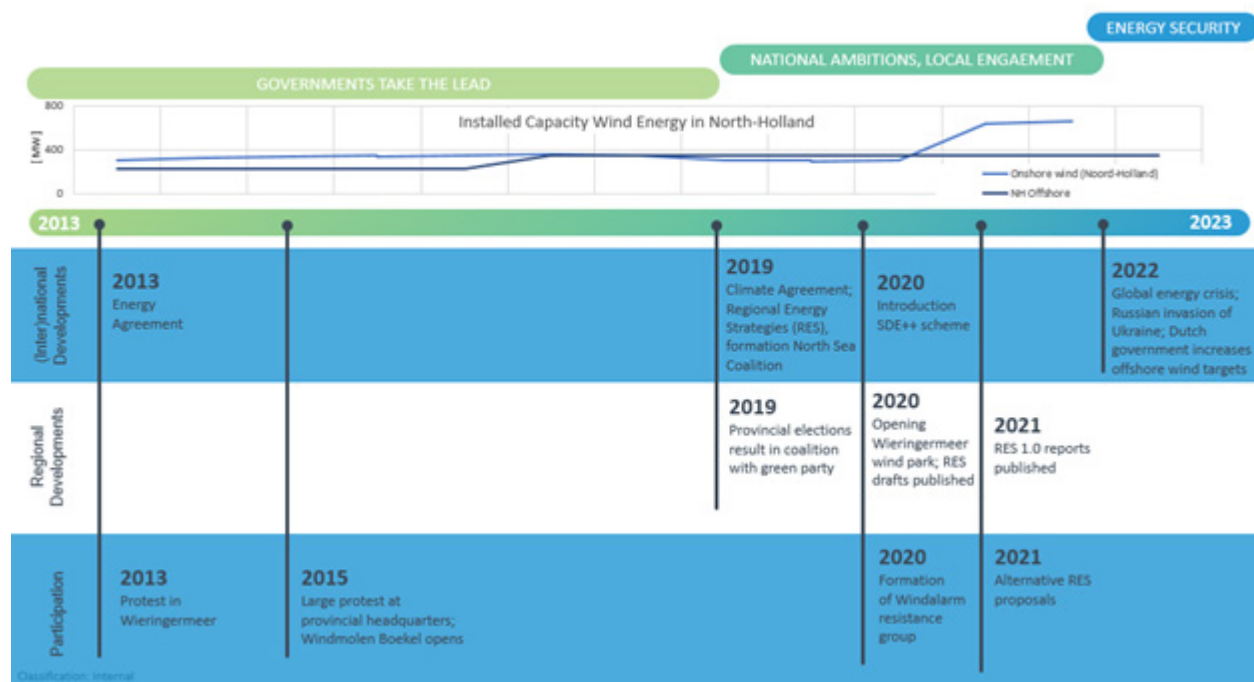 ENERGY SECURITY
NATIONAL AMBITIONS, LOCAL ENGAEMENT
GOVERNMENTS TAKE THE LEAD
Installed Capacity Wind Energy in North-Holland
[MW]
800
400
0
Onshore wind (Noord-Holland)
NH Offshore
2013
2023
(Inter)national
Developments
2013
Energy
Agreement
2019
Climate Agreement;
Regional Energy
Strategies (RES),
formation North Sea
Coalition
2020
Introduction
SDE++ scheme
2022
Global energy crisis;
Russian invasion of
Ukraine; Dutch
government increases
offshore wind targets
Regional
Developments
2019
Provincial elections
result in coalition
with green party
2020
Opening
Wieringermeer
wind park; RES
drafts published
2021
RES 1.0 reports
published
Participation
2013
Protest in
Wieringermeer
2015
Large protest at
provincial headquarters;
Windmolen Boekel opens
2020
Formation
of Windalarm
resistance
group
2021
Alternative RES
proposals
Classification: Internal